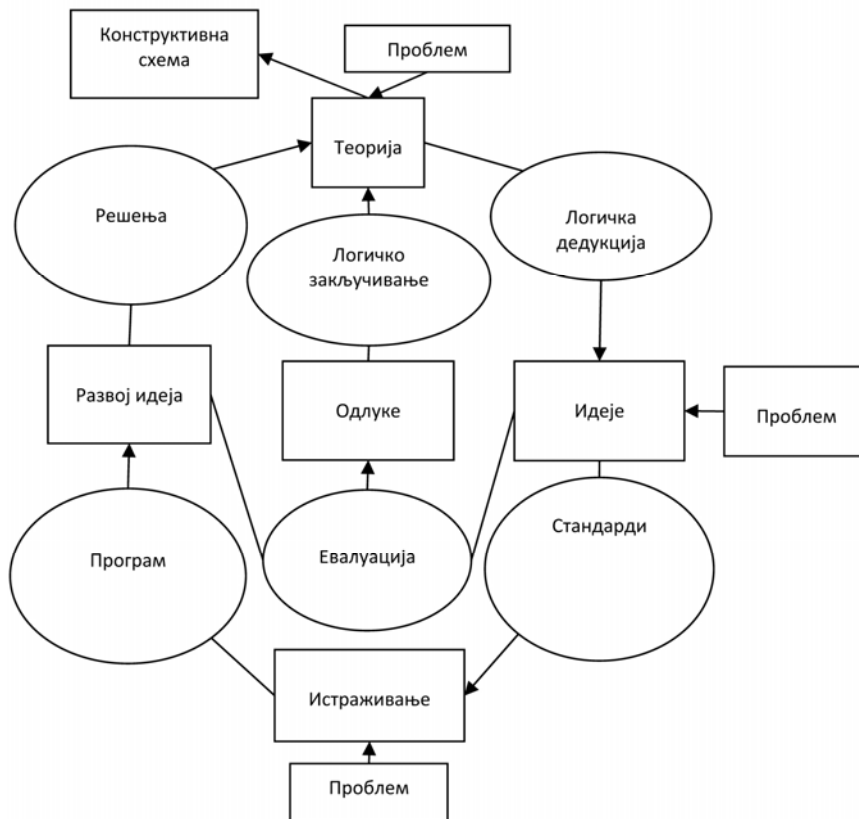 Конструктивна
схема
Проблем
Теорија
Решења
Логичка
дедукција
Логичко
закључивање
Развој идеја
Одлуке
Идеје
Проблем
Програм
Евалуација
Стандарди
Истраживање
Проблем